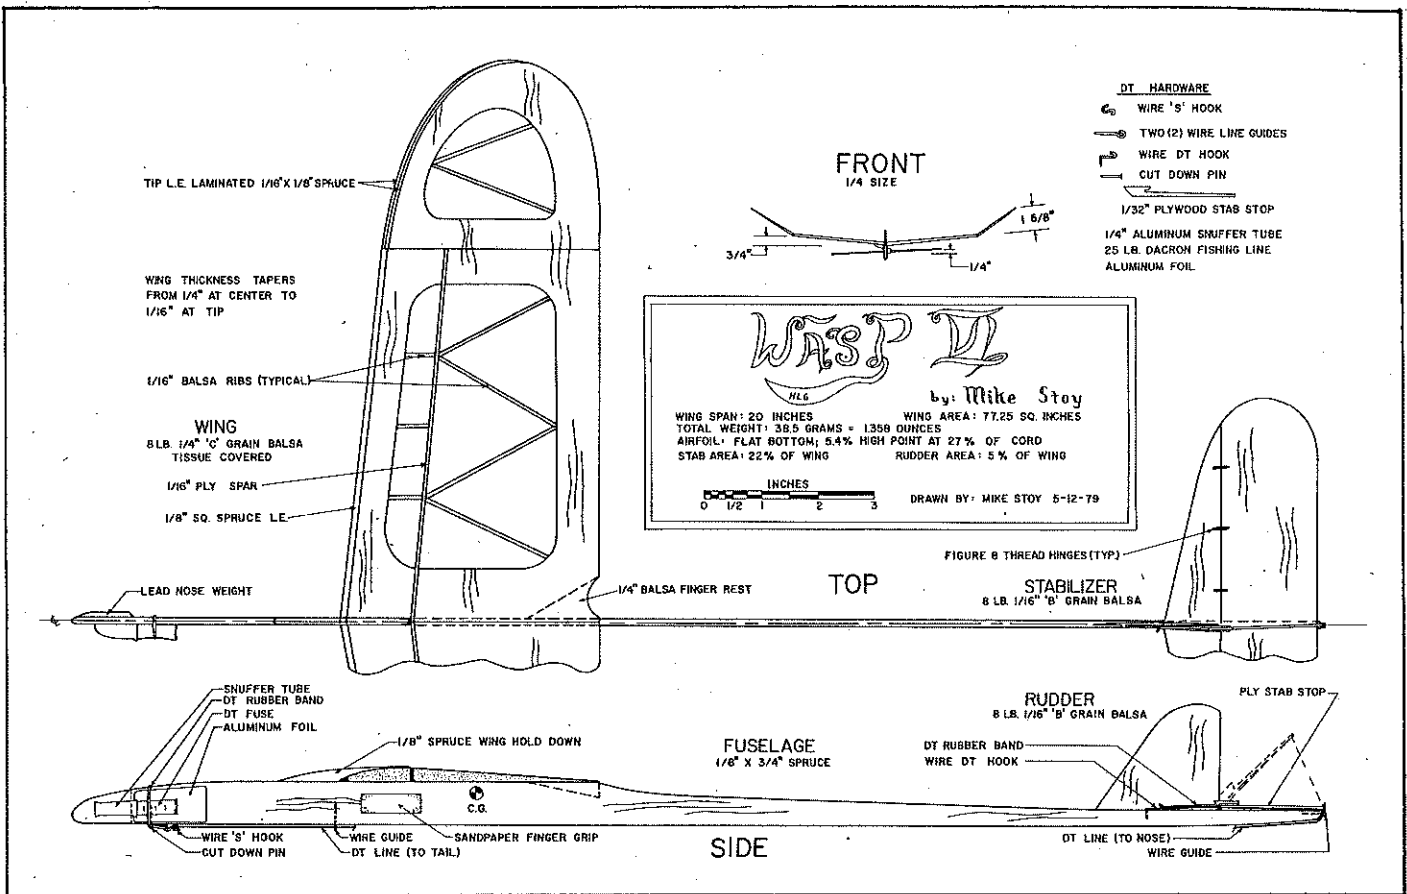 DT HARDWARE
WIRE 'S' HOOK
TWO (2) WIRE LINE GUIDES
WIRE DT HOOK
CUT DOWN PIN
1/32" PLYWOOD STAB STOP
1/4" ALUMINUM SNUFFER TUBE
25 LB. DACRON FISHING LINE
ALUMINUM FOIL
FRONT
1/4 SIZE
1 5/8"
3/4"
1/4"
TIP L.E. LAMINATED 1/16" X 1/8" SPRUCE
WING THICKNESS TAPERS
FROM 1/4" AT CENTER TO
1/16" AT TIP
1/16" BALSA RIBS (TYPICAL)
WING
8 LB. 1/4" 'C' GRAIN BALSA
TISSUE COVERED
1/16" PLY SPAR
1/8" SQ. SPRUCE L.E.
WASP VI
HLG
by: Mike Stoy
WING SPAN: 20 INCHES WING AREA: 77.25 SQ. INCHES
TOTAL WEIGHT: 38.5 GRAMS = 1.358 OUNCES
AIRFOIL: FLAT BOTTOM; 5.4% HIGH POINT AT 27% OF CORD
STAB AREA: 22% OF WING RUDDER AREA: 5% OF WING
INCHES
0 1/2 1 2 3
DRAWN BY: MIKE STOY 5-12-79
FIGURE 8 THREAD HINGES (TYP.)
LEAD NOSE WEIGHT
1/4" BALSA FINGER REST
TOP
STABILIZER
8 LB. 1/16" 'B' GRAIN BALSA
SNUFFER TUBE
DT RUBBER BAND
DT FUSE
ALUMINUM FOIL
1/8" SPRUCE WING HOLD DOWN
FUSELAGE
1/8" X 3/4" SPRUCE
RUDDER
8 LB. 1/16" 'B' GRAIN BALSA
PLY STAB STOP
DT RUBBER BAND
WIRE DT HOOK
C.G.
WIRE 'S' HOOK
CUT DOWN PIN
WIRE GUIDE
DT LINE (TO TAIL)
SANDPAPER FINGER GRIP
SIDE
DT LINE (TO NOSE)
WIRE GUIDE